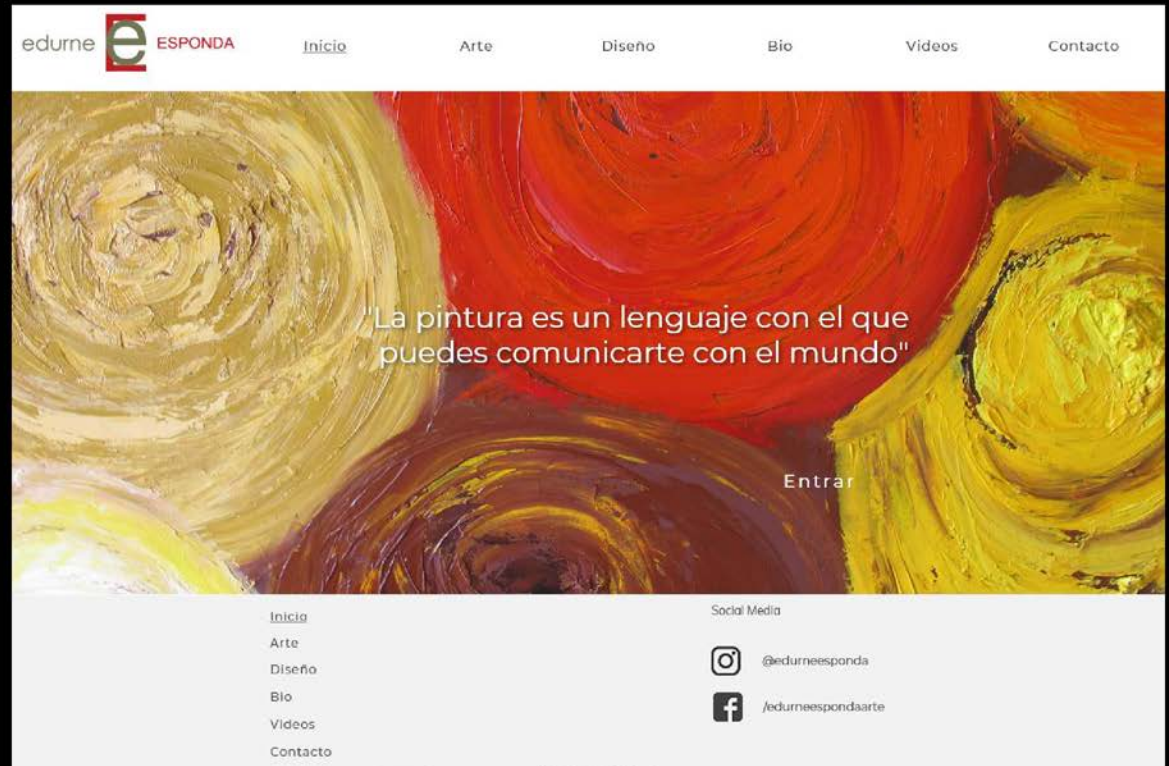 edurne e ESPONDA
Inicio Arte Diseño Bio Videos Contacto
"La pintura es un lenguaje con el que
puedes comunicarte con el mundo"
Entrar
Inicio
Arte
Diseño
Bio
Videos
Contacto
Social Media
@edurneesponda
/edurneespondaarte